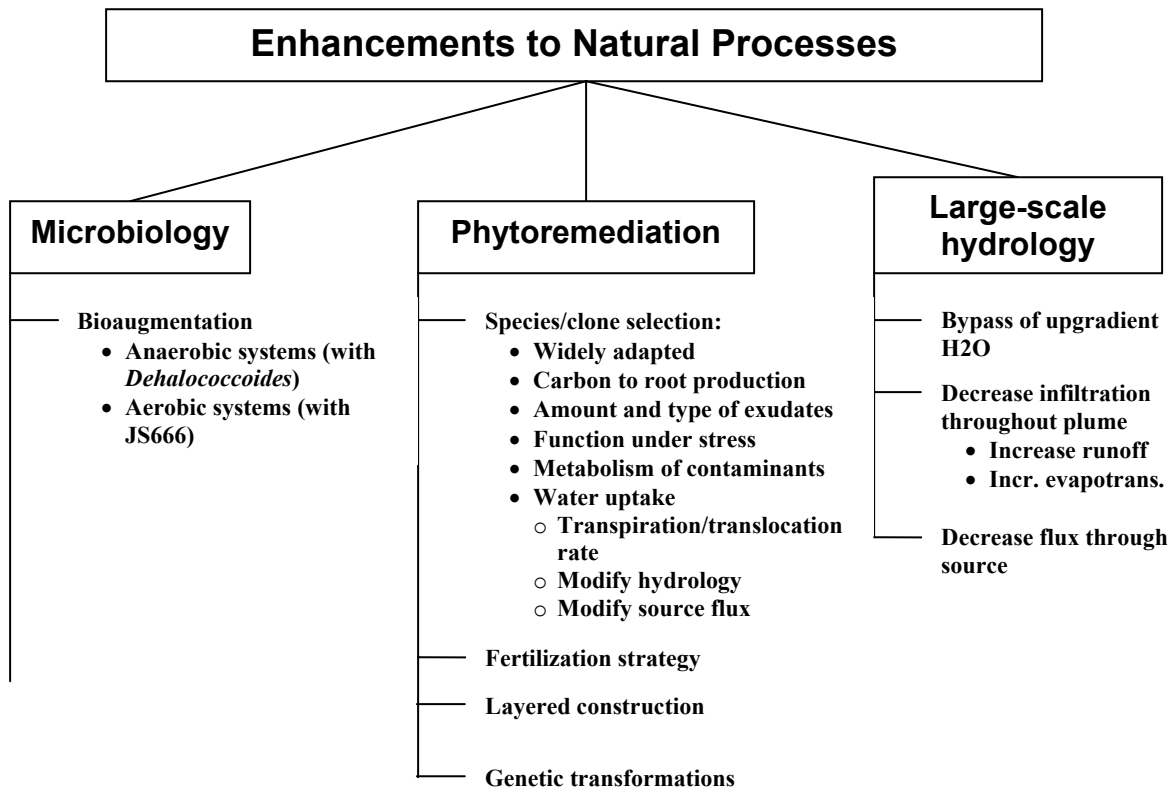 Enhancements to Natural Processes
Microbiology
Bioaugmentation
• Anaerobic systems (with
Dehalococcoides)
• Aerobic systems (with
JS666)
Phytoremediation
Species/clone selection:
• Widely adapted
• Carbon to root production
• Amount and type of exudates
• Function under stress
• Metabolism of contaminants
• Water uptake
o Transpiration/translocation
rate
o Modify hydrology
o Modify source flux
Fertilization strategy
Layered construction
Genetic transformations
Large-scale
hydrology
Bypass of upgradient
H2O
Decrease infiltration
throughout plume
• Increase runoff
• Incr. evapotrans.
Decrease flux through
source